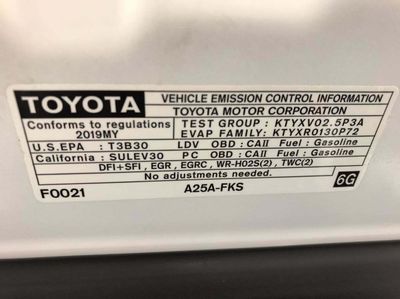 TOYOTA
VEHICLE EMISSION CONTROL INFORMATION
TOYOTA MOTOR CORPORATION
Conforms to regulations
2019MY
TEST GROUP : KTYXV02.5P3A
EVAP FAMILY: KTYXR0130P72
U.S.EPA : T3B30 LDV OBD : CAII Fuel : Gasoline
California : SULEV30 PC OBD : CAII Fuel : Gasoline
DFI+SFI , EGR , EGRC , WR-HO2S(2) , TWC(2)
No adjustments needed.
F0021 A25A-FKS 6G